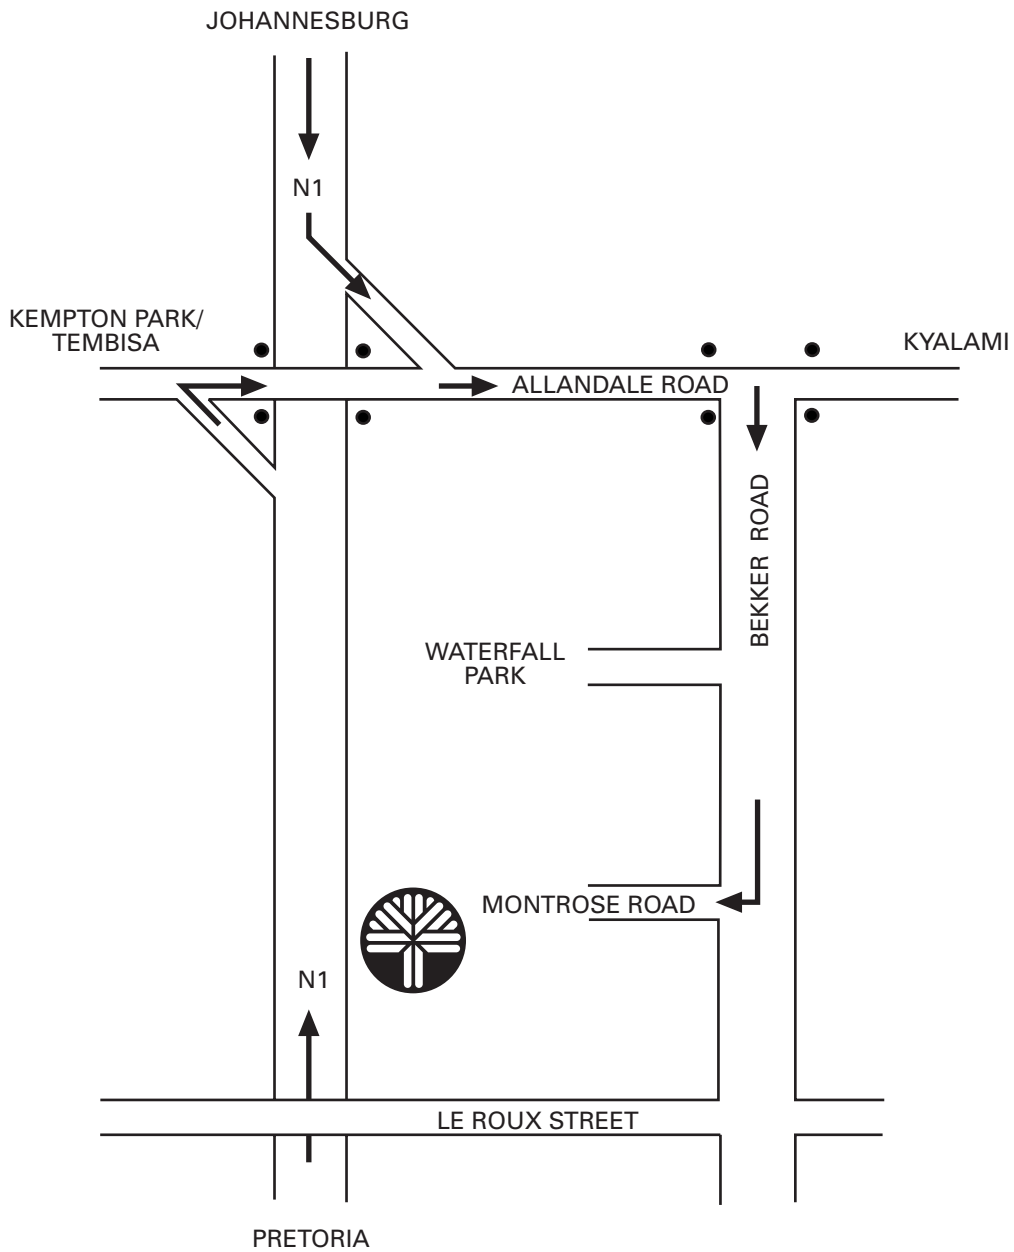 JOHANNESBURG
N1
KEMPTON PARK/
TEMBISA
KYALAMI
ALLANDALE ROAD
BEKKER ROAD
WATERFALL
PARK
MONTROSE ROAD
N1
LE ROUX STREET
PRETORIA